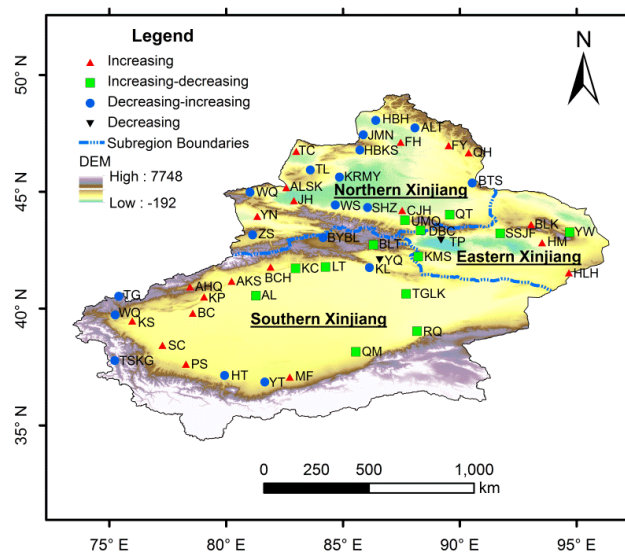 Legend
Increasing
Increasing-decreasing
Decreasing-increasing
Decreasing
Subregion Boundaries
DEM
High : 7748
Low : -192
N
50° N
45° N
40° N
35° N
HBH
ALT
JMN
FH
FY
QH
TC
HBKS
TL
KRMY
BTS
WQ
ALSK
Northern Xinjiang
JH
WS
SHZ
CJH
QT
YN
UMQ
BLK
ZS
BYBL
BLT
DBC
TP
SSJF
YW
HM
Eastern Xinjiang
YQ
KMS
KL
HLH
BCH
KC
LT
AKS
AHQ
KP
AL
TGLK
TG
WQ
KS
BC
Southern Xinjiang
RQ
SC
QM
TSKG
PS
HT
YT
MF
0 250 500 1,000
km
75° E 80° E 85° E 90° E 95° E